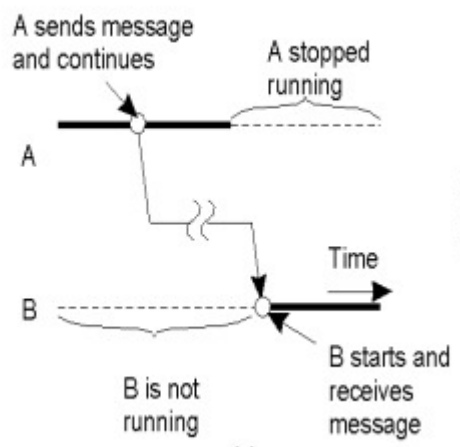 A sends message
and continues
A stopped
running
A
Time
B
B is not
running
B starts and
receives
message